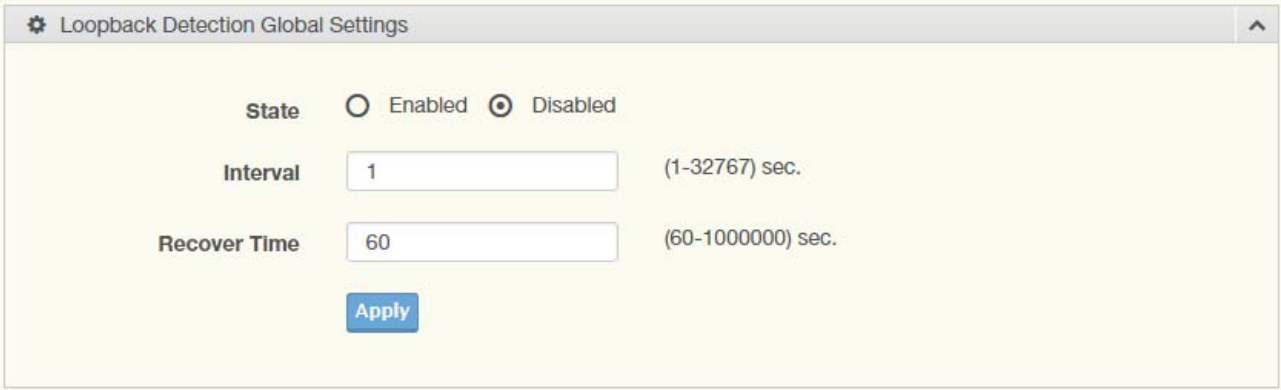 Loopback Detection Global Settings
State Enabled Disabled
Interval 1 (1-32767) sec.
Recover Time 60 (60-1000000) sec.
Apply